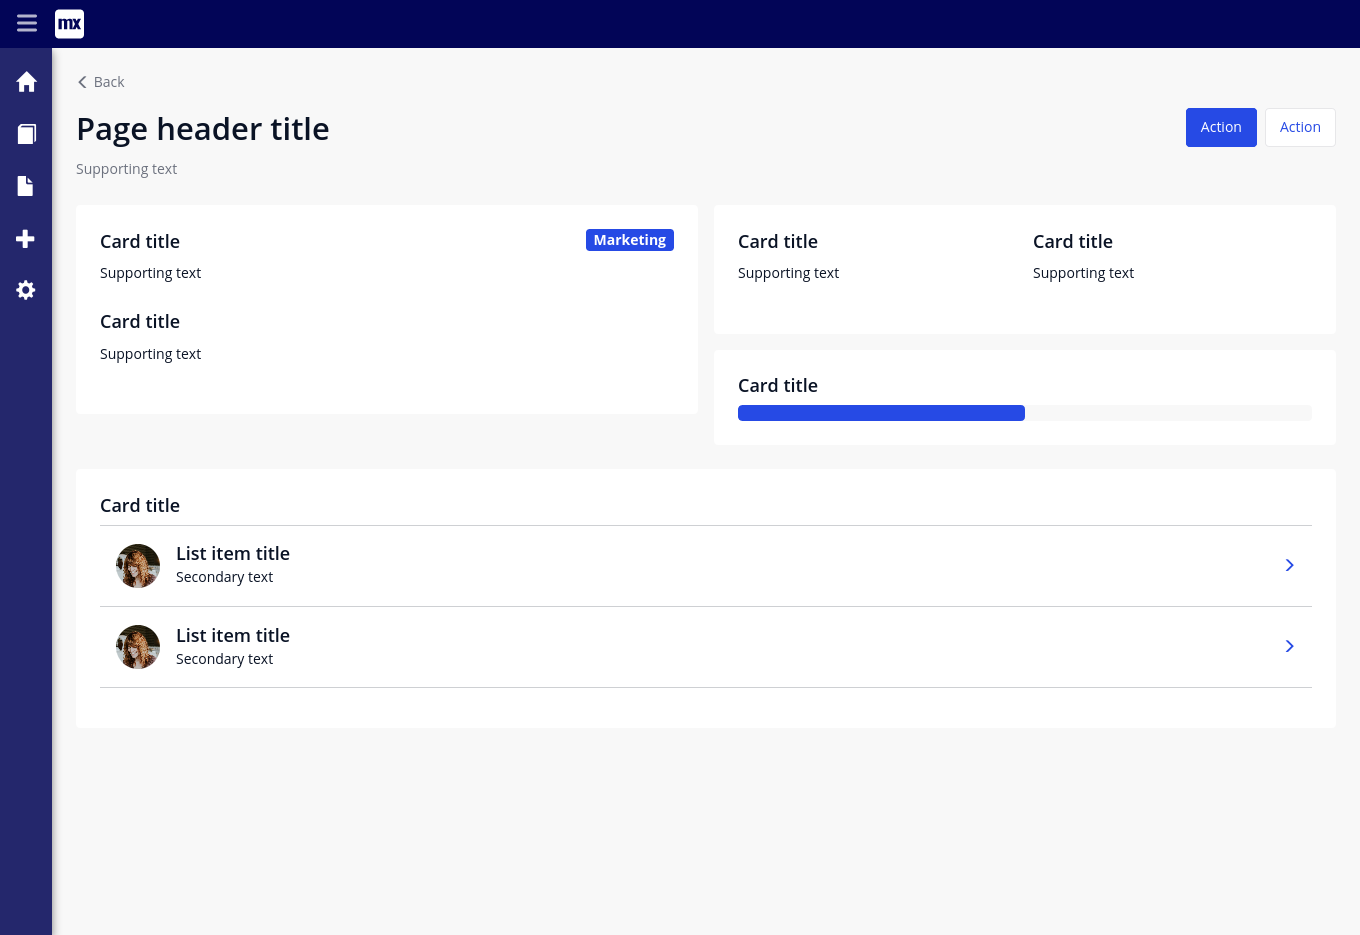 mx
Back
Page header title
Action
Action
Supporting text
Card title
Marketing
Supporting text
Card title
Supporting text
Card title
Card title
Supporting text
Supporting text
Card title
Card title
List item title
Secondary text
List item title
Secondary text